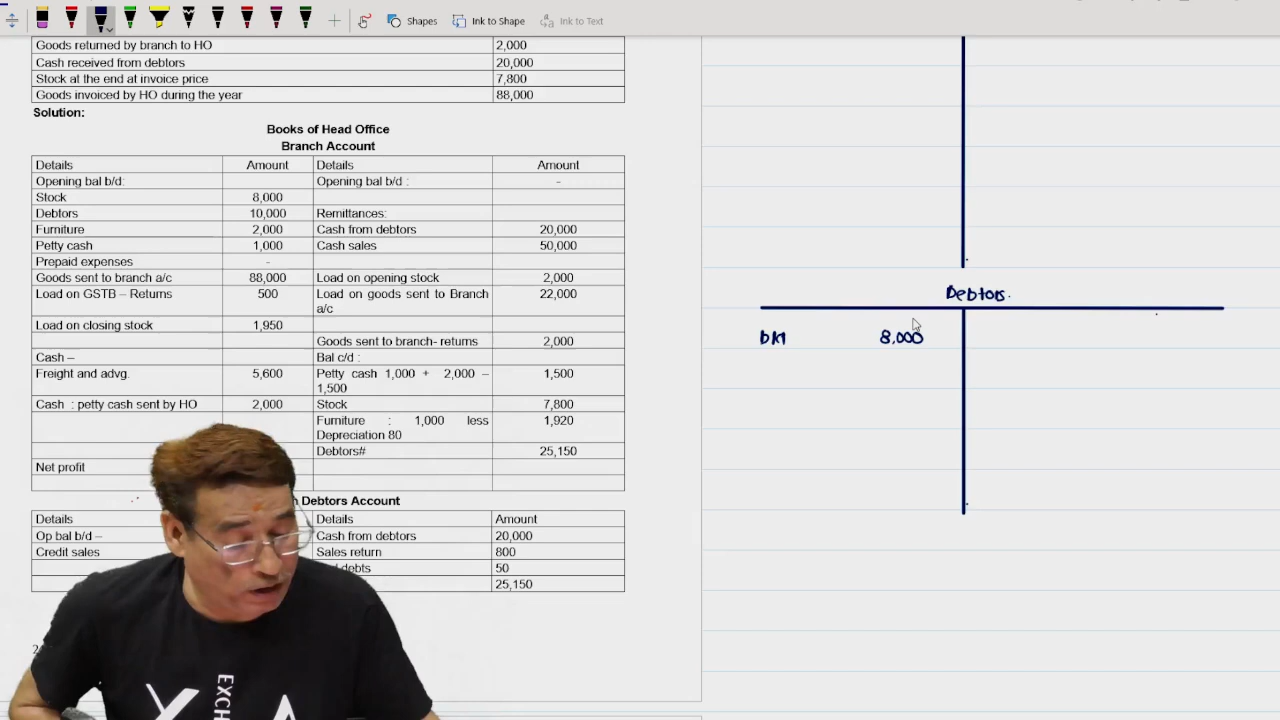 Shapes
Ink to Shape
Ink to Text
Goods returned by branch to HO 2,000
Cash received from debtors 20,000
Stock at the end at invoice price 7,800
Goods invoiced by HO during the year 88,000
Solution:
Books of Head Office
Branch Account
Details Amount Details Amount
Opening bal b/d: Opening bal b/d : -
Stock 8,000
Debtors 10,000 Remittances:
Furniture 2,000 Cash from debtors 20,000
Petty cash 1,000 Cash sales 50,000
Prepaid expenses -
Goods sent to branch a/c 88,000 Load on opening stock 2,000
Load on GSTB – Returns 500 Load on goods sent to Branch 22,000
a/c
Load on closing stock 1,950
Goods sent to branch- returns 2,000
Cash – Bal c/d :
Freight and advg. 5,600 Petty cash 1,000 + 2,000 – 1,500
1,500
Cash : petty cash sent by HO 2,000 Stock 7,800
Furniture : 1,000 less 1,920
Depreciation 80
Debtors# 25,150
Net profit
Debtors Account
Details Details Amount
Op bal b/d – Cash from debtors 20,000
Credit sales Sales return 800
debts 50
25,150
Debtors.
bal 8,000
EXCH
X